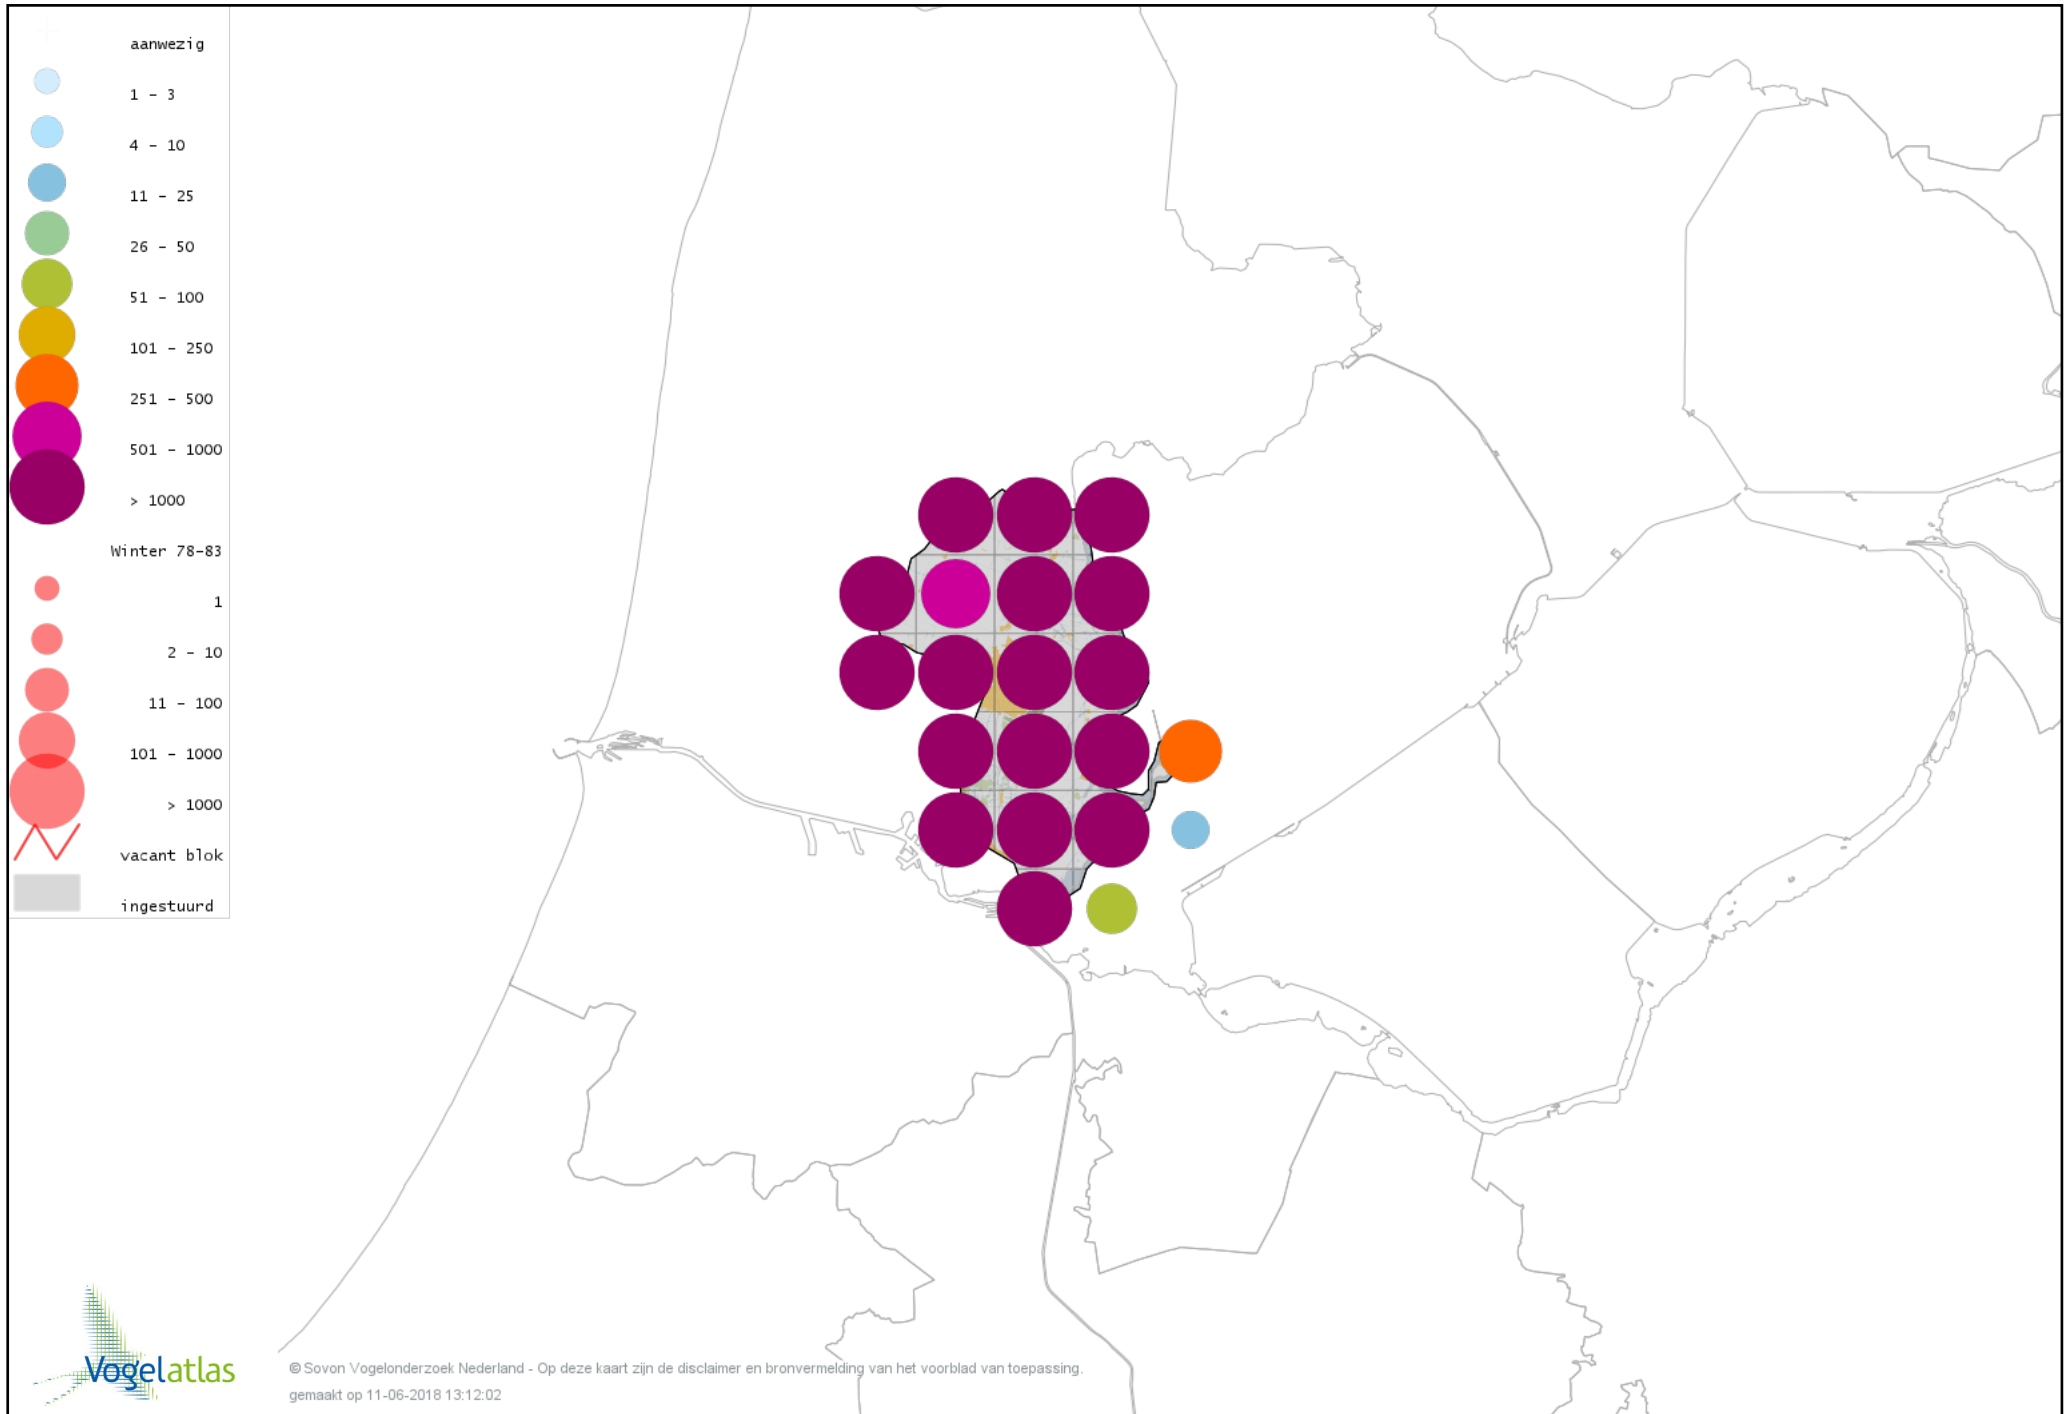 aanwezig
1 - 3
4 - 10
11 - 25
26 - 50
51 - 100
101 - 250
251 - 500
501 - 1000
> 1000
Winter 78-83
1
2 - 10
11 - 100
101 - 1000
> 1000
vacant blok
ingestuurd
Vogelatlas
© Sovon Vogelonderzoek Nederland - Op deze kaart zijn de disclaimer en bronvermelding van het voorblad van toepassing.
gemaakt op 11-06-2018 13:12:02